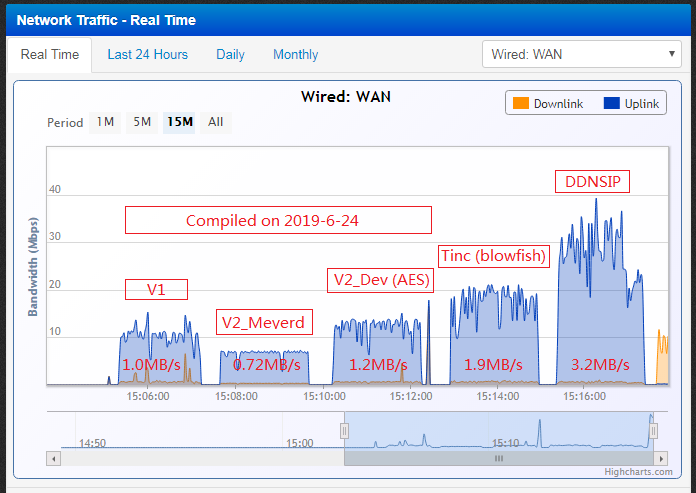 Network Traffic - Real Time
Real Time Last 24 Hours Daily Monthly Wired: WAN
Wired: WAN
Downlink Uplink
Period 1M 5M 15M All
DDNSIP
40
Compiled on 2019-6-24
30
Tinc (blowfish)
V2_Dev (AES)
V1
20
V2_Meyerd
10
Bandwidth (Mbps)
1.0MB/s 0.72MB/s 1.2MB/s 1.9MB/s 3.2MB/s
15:06:00 15:08:00 15:10:00 15:12:00 15:14:00 15:16:00
14:50 15:00 15:10
Highcharts.com